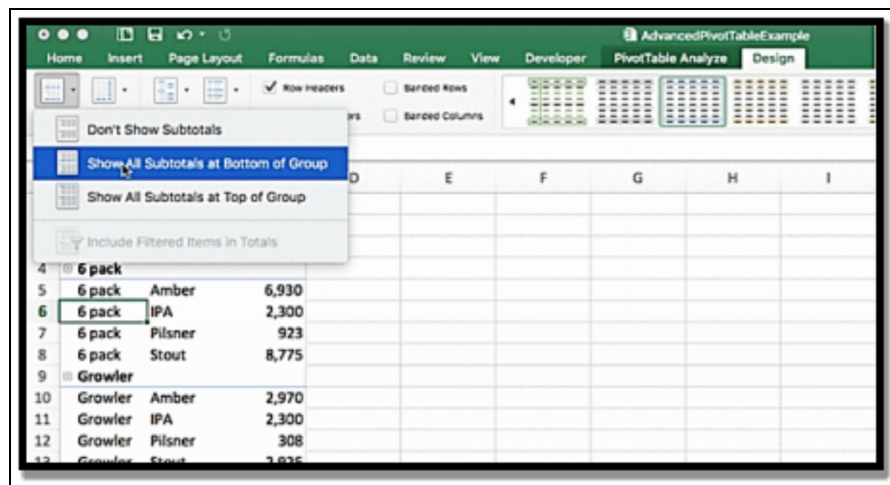 AdvancedPivotTableExample
Home Insert Page Layout Formulas Data Review View Developer PivotTable Analyze Design
Row Headers Banded Rows
Banded Columns
Don't Show Subtotals
Show All Subtotals at Bottom of Group
Show All Subtotals at Top of Group
Include Filtered Items in Totals
D E F G H I
4 6 pack
5 6 pack Amber 6,930
6 6 pack IPA 2,300
7 6 pack Pilsner 923
8 6 pack Stout 8,775
9 Growler
10 Growler Amber 2,970
11 Growler IPA 2,300
12 Growler Pilsner 308
13 Growler Stout